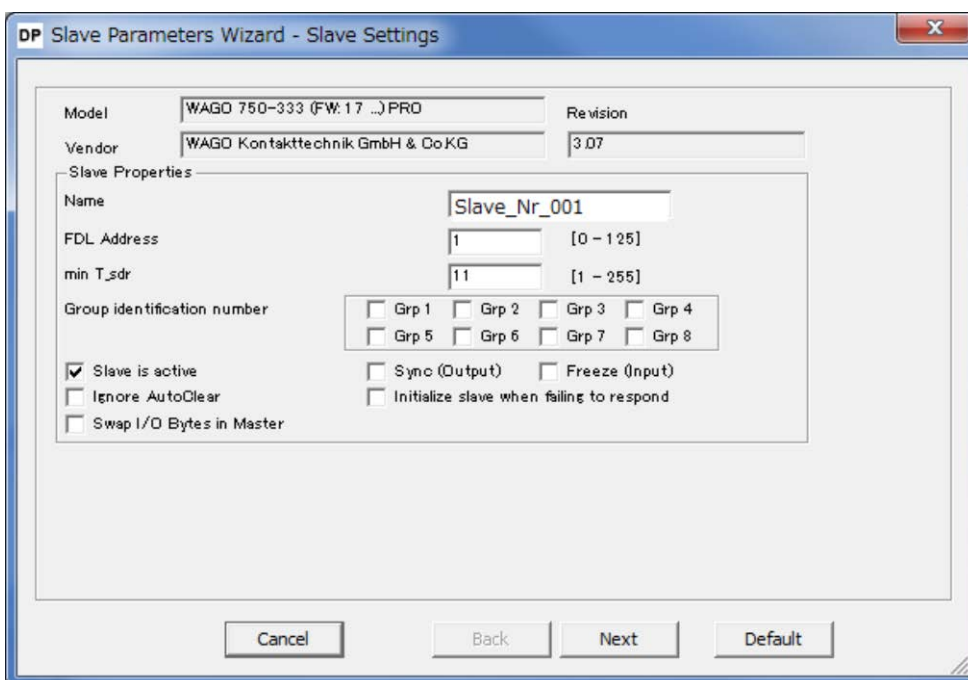 DP Slave Parameters Wizard - Slave Settings
Model WAGO 750-333 (FW: 17 ...) PRO Revision
Vendor WAGO Kontakttechnik GmbH & Co KG 3.07
Slave Properties
Name Slave_Nr_001
FDL Address 1 [0 - 125]
min T_sdr 11 [1 - 255]
Group identification number Grp 1 Grp 2 Grp 3 Grp 4
Grp 5 Grp 6 Grp 7 Grp 8
Slave is active Sync (Output) Freeze (Input)
Ignore AutoClear Initialize slave when failing to respond
Swap I/O Bytes in Master
Cancel Back Next Default